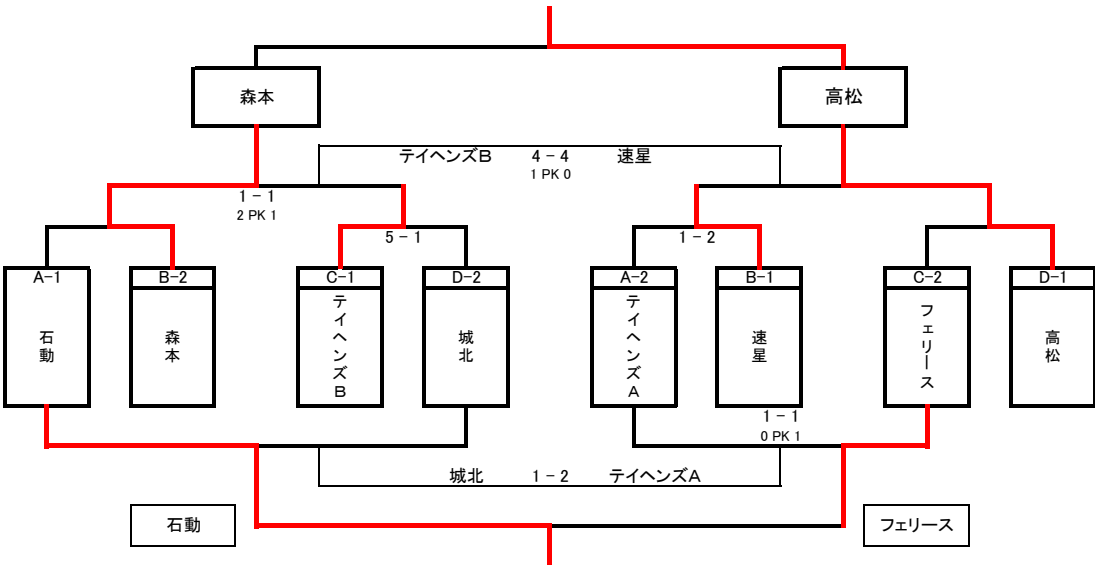 森本
高松
テイヘンズB 4 - 4 速星
1 PK 0
1 - 1
2 PK 1
5 - 1
1 - 2
A-1
B-2
C-1
D-2
A-2
B-1
C-2
D-1
石動
森本
テイヘンズB
城北
テイヘンズA
速星
フェリース
高松
1 - 1
0 PK 1
城北 1 - 2 テイヘンズA
石動
フェリース